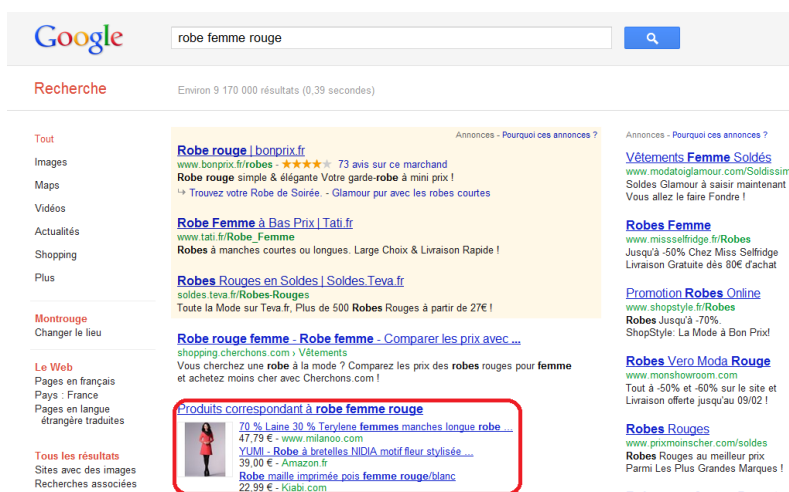 Google
robe femme rouge
Recherche
Environ 9 170 000 résultats (0,39 secondes)
Tout
Images
Maps
Vidéos
Actualités
Shopping
Plus
Montrouge
Changer le lieu
Le Web
Pages en français
Pays : France
Pages en langue
étrangère traduites
Tous les résultats
Sites avec des images
Recherches associées
Annonces - Pourquoi ces annonces ?
Robe rouge | bonprix.fr
www.bonprix.fr/robes - ★★★★★ 73 avis sur ce marchand
Robe rouge simple & élégante Votre garde-robe à mini prix !
↪ Trouvez votre Robe de Soirée. - Glamour pur avec les robes courtes
Robe Femme à Bas Prix | Tati.fr
www.tati.fr/Robe_Femme
Robes à manches courtes ou longues. Large Choix & Livraison Rapide !
Robes Rouges en Soldes | Soldes.Teva.fr
soldes.teva.fr/Robes-Rouges
Toute la Mode sur Teva.fr, Plus de 500 Robes Rouges à partir de 27€ !
Robe rouge femme - Robe femme - Comparer les prix avec ...
shopping.cherchons.com › Vêtements
Vous cherchez une robe à la mode ? Comparez les prix des robes rouges pour femme
et achetez moins cher avec Cherchons.com !
Produits correspondant à robe femme rouge
70 % Laine 30 % Terylene femmes manches longue robe ...
47,79 € - www.milanoo.com
YUMI - Robe à bretelles NIDIA motif fleur stylisée ...
39,00 € - Amazon.fr
Robe maille imprimée pois femme rouge/blanc
22,99 € - Kiabi.com
Annonces - Pourquoi ces annonces ?
Vêtements Femme Soldés
www.modatoiglamour.com/Soldissim
Soldes Glamour à saisir maintenant
Vous allez le faire Fondre !
Robes Femme
www.missselfridge.fr/Robes
Jusqu'à -50% Chez Miss Selfridge
Livraison Gratuite dès 80€ d'achat
Promotion Robes Online
www.shopstyle.fr/Robes
Robes Jusqu'à -70%.
ShopStyle: La Mode à Bon Prix!
Robes Vero Moda Rouge
www.monshowroom.com
Tout à -50% et -60% sur le site et
Livraison offerte jusqu'au 09/02 !
Robes Rouges
www.prixmoinscher.com/soldes
Robes Rouges au meilleur prix
Parmi Les Plus Grandes Marques !